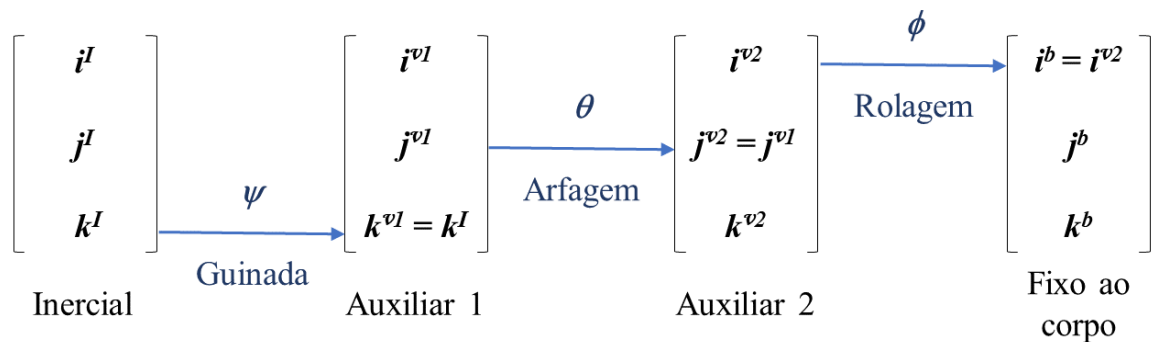 ϕ
i^I i^v1 i^v2 i^b = i^v2
θ Rolagem
j^I j^v1 j^v2 = j^v1 j^b
ψ Arfagem
k^I k^v1 = k^I k^v2 k^b
Guinada
Inercial Auxiliar 1 Auxiliar 2 Fixo ao
corpo